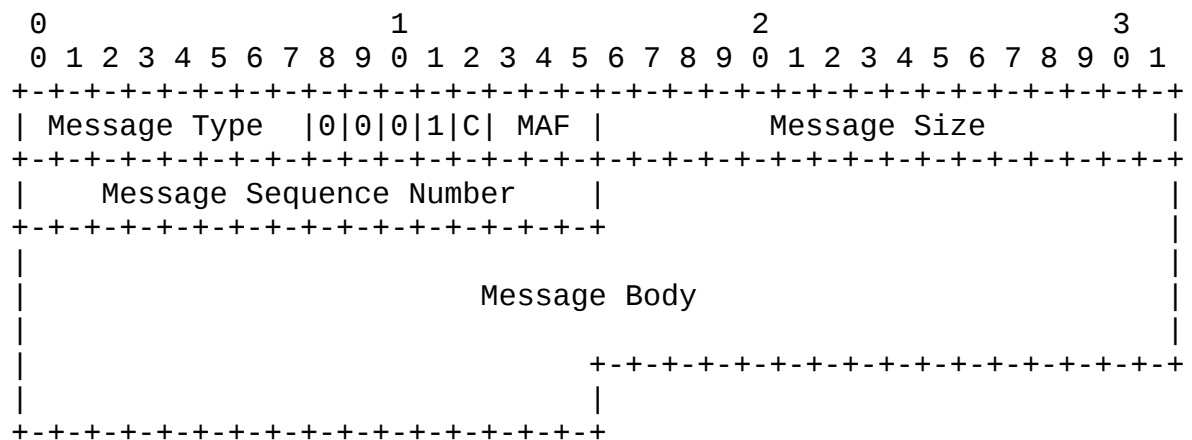 0                   1                   2                   3
 0 1 2 3 4 5 6 7 8 9 0 1 2 3 4 5 6 7 8 9 0 1 2 3 4 5 6 7 8 9 0 1
+-+-+-+-+-+-+-+-+-+-+-+-+-+-+-+-+-+-+-+-+-+-+-+-+-+-+-+-+-+-+-+-+
| Message Type  |0|0|0|1|C| MAF |         Message Size          |
+-+-+-+-+-+-+-+-+-+-+-+-+-+-+-+-+-+-+-+-+-+-+-+-+-+-+-+-+-+-+-+-+
|    Message Sequence Number    |                               |
+-+-+-+-+-+-+-+-+-+-+-+-+-+-+-+-+                               |
|                                                               |
|                         Message Body                          |
|                                                               |
|                               +-+-+-+-+-+-+-+-+-+-+-+-+-+-+-+-+
|                               |
+-+-+-+-+-+-+-+-+-+-+-+-+-+-+-+-+